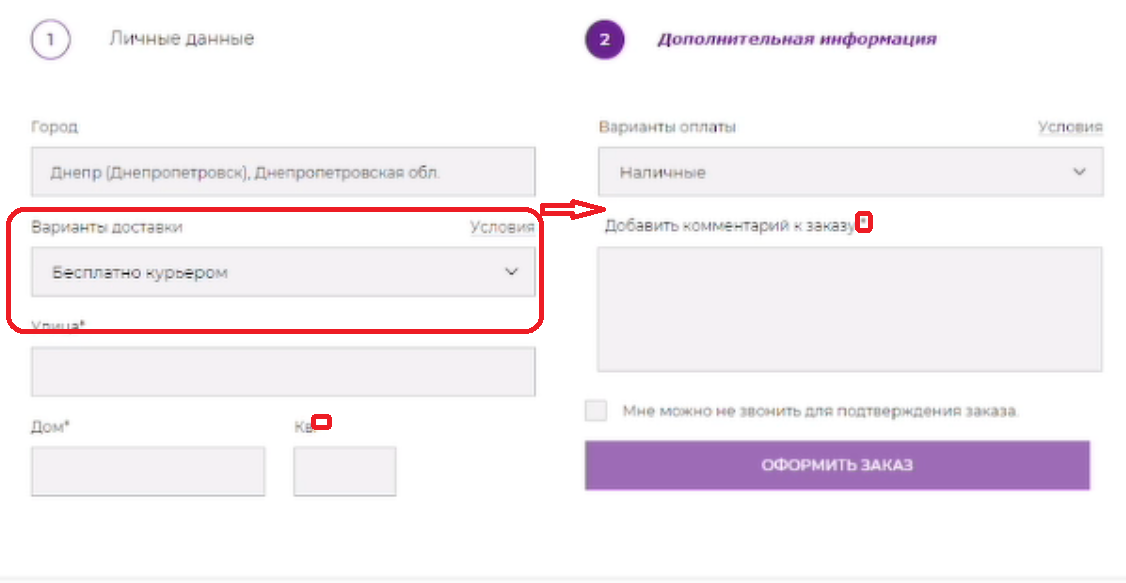 1 Личные данные
Город
Днепр (Днепропетровск), Днепропетровская обл.
Варианты доставки Условия
Бесплатно курьером
Улица*
Дом* Кв.
2 Дополнительная информация
Варианты оплаты Условия
Наличные
Добавить комментарий к заказу*
Мне можно не звонить для подтверждения заказа.
ОФОРМИТЬ ЗАКАЗ